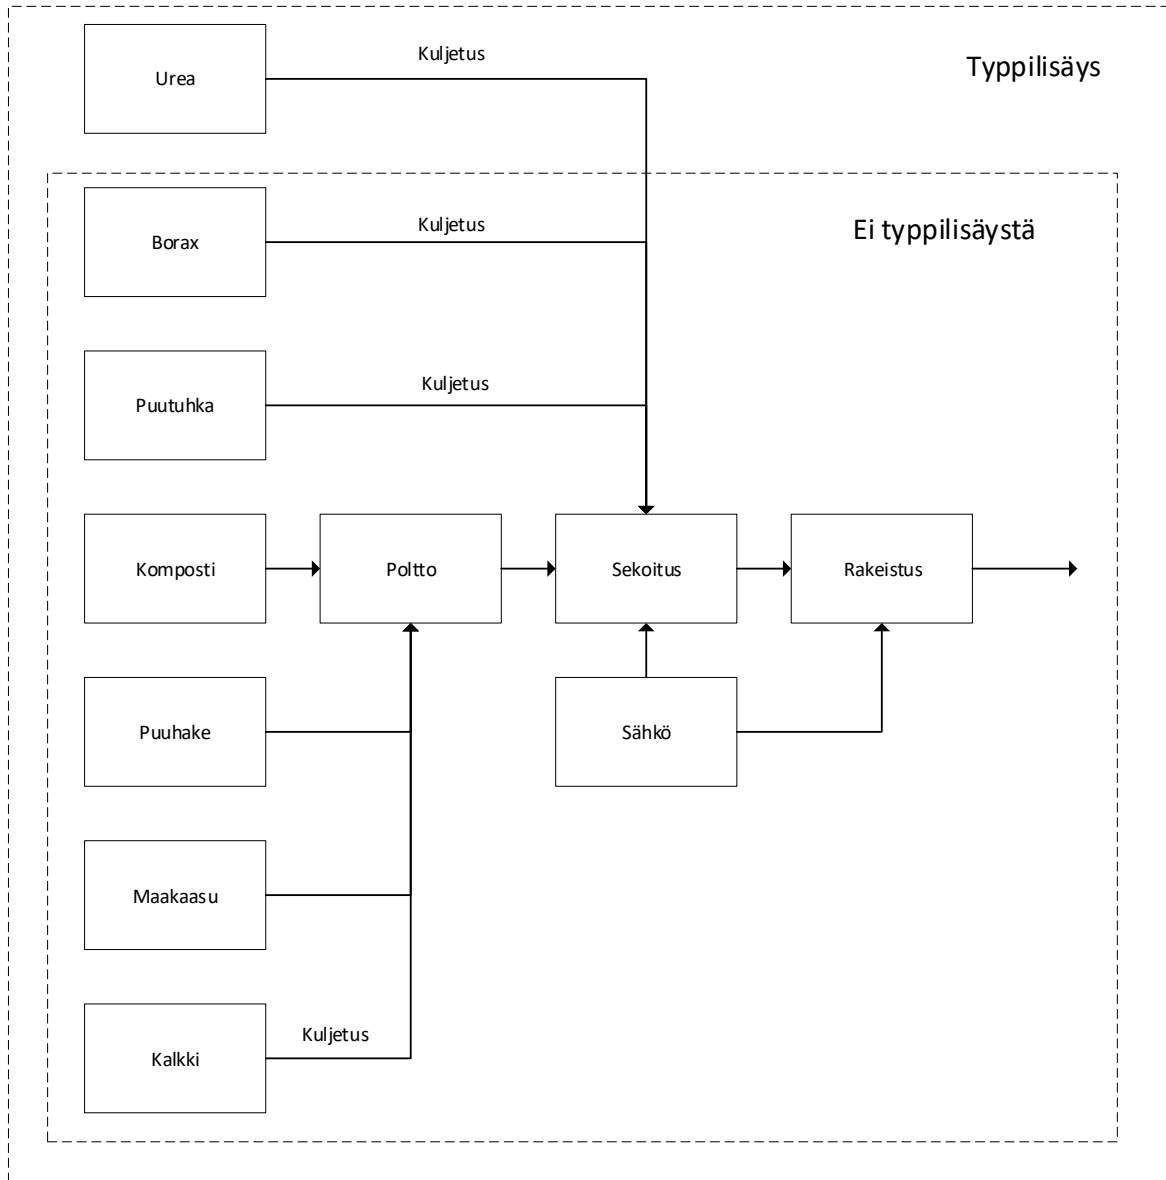 Kuljetus
Typpilisäys
Urea
Kuljetus
Ei typpilisäystä
Borax
Kuljetus
Puutuhka
Komposti
Poltto
Sekoitus
Rakeistus
Puuhake
Sähkö
Maakaasu
Kuljetus
Kalkki